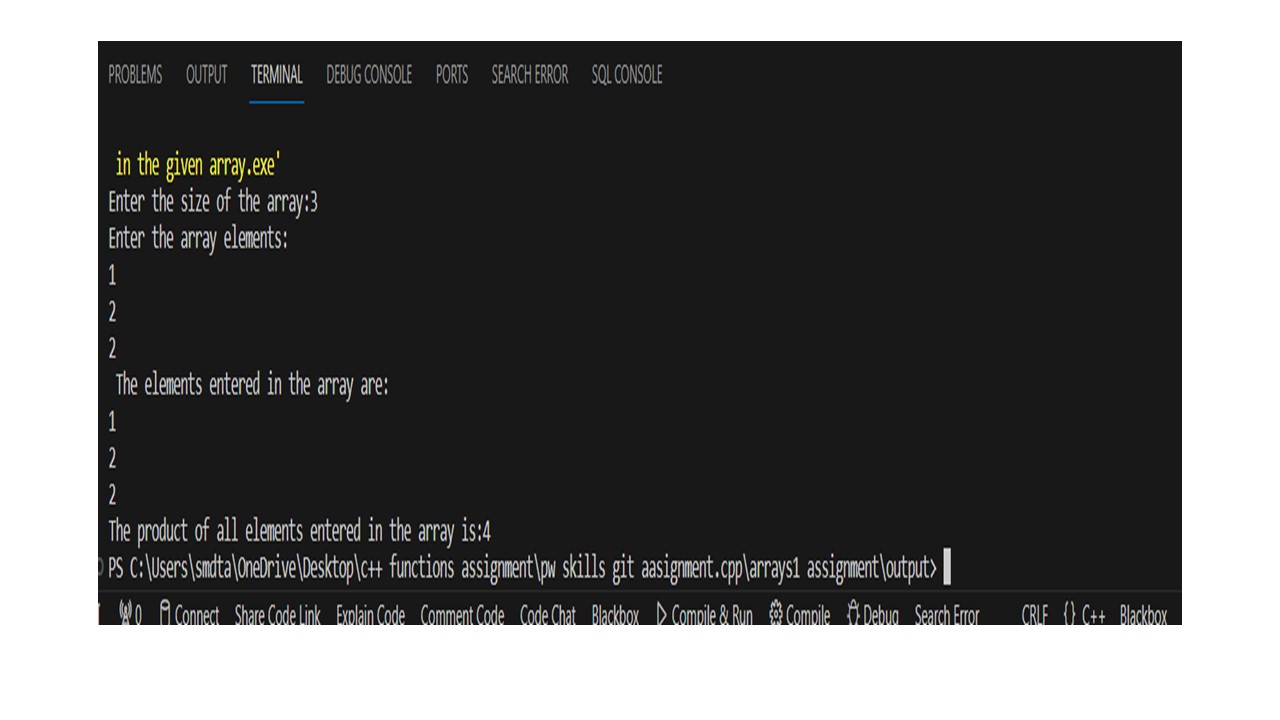 PROBLEMS OUTPUT TERMINAL DEBUG CONSOLE PORTS SEARCH ERROR SQL CONSOLE
in the given array.exe'
Enter the size of the array:3
Enter the array elements:
1
2
2
The elements entered in the array are:
1
2
2
The product of all elements entered in the array is:4
PS C:\Users\smdta\OneDrive\Desktop\c++ functions assignment\pw skills git aasignment.cpp\arrays1 assignment\output>
0 Connect Share Code Link Explain Code Comment Code Code Chat Blackbox Compile & Run Compile Debug Search Error CRLF {} C++ Blackbox